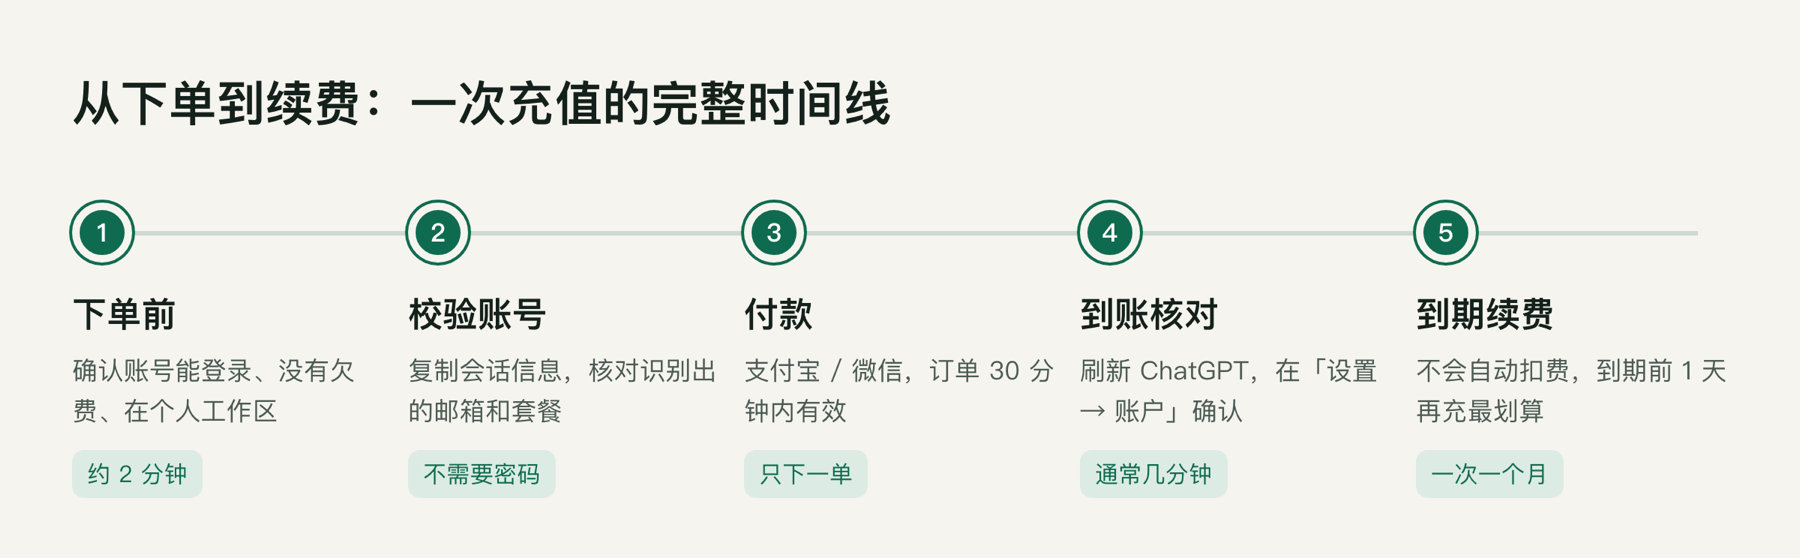 从下单到续费：一次充值的完整时间线
1
2
3
4
5
下单前
确认账号能登录、没有欠
费、在个人工作区
约 2 分钟
校验账号
复制会话信息，核对识别出
的邮箱和套餐
不需要密码
付款
支付宝 / 微信，订单 30 分
钟内有效
只下一单
到账核对
刷新 ChatGPT，在「设置
→ 账户」确认
通常几分钟
到期续费
不会自动扣费，到期前 1 天
再充最划算
一次一个月